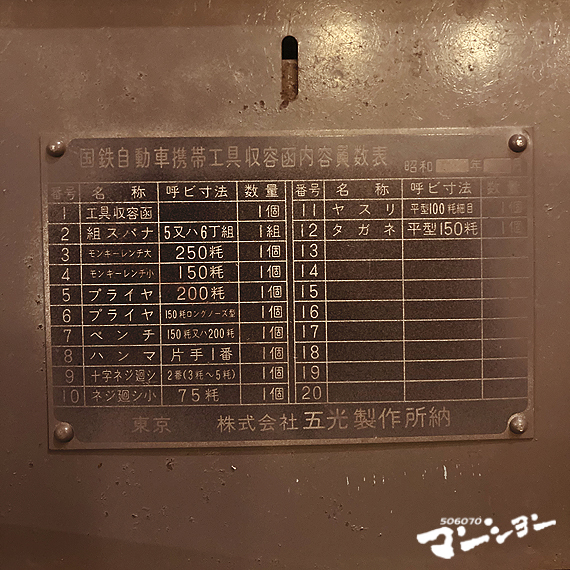 国鉄自動車携帯工具収容函内容員数表
昭和 年
番号 名称 呼ビ寸法 数量 番号 名称 呼ビ寸法 数
1 工具収容函 1個 11 ヤスリ 平型100粍細目
2 組スパナ 5又ハ6丁組 1組 12 タガネ 平型150粍 1個
3 モンキーレンチ大 250粍 1個 13
4 モンキーレンチ小 150粍 1個 14
5 プライヤ 200粍 1個 15
6 プライヤ 150粍ロングノーズ型 1個 16
7 ペンチ 150粍又ハ200粍 1個 17
8 ハンマ 片手1番 1個 18
9 十字ネジ廻シ 2番(3粍～5粍) 1個 19
10 ネジ廻シ小 75粍 1個 20
東京 株式会社五光製作所納
506070
マンション